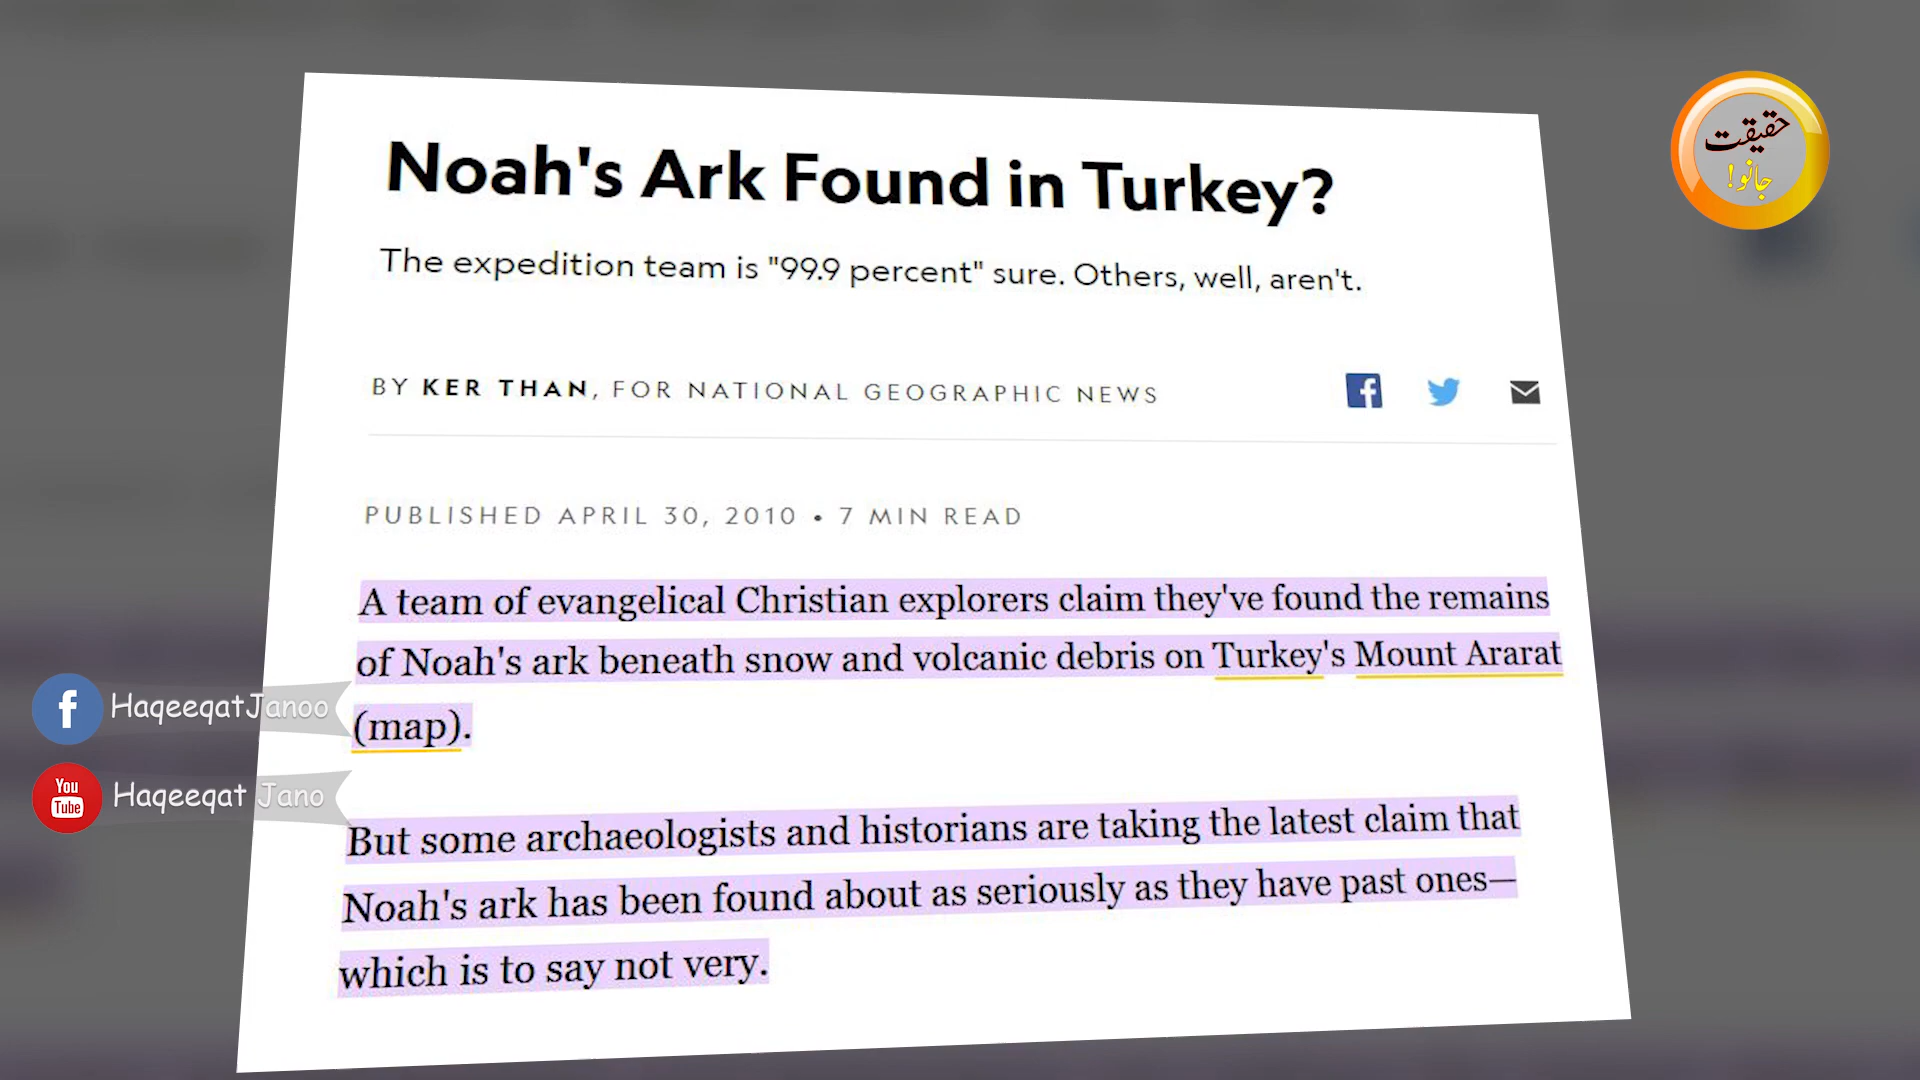 Noah's Ark Found in Turkey?
The expedition team is "99.9 percent" sure. Others, well, aren't.
BY KER THAN, FOR NATIONAL GEOGRAPHIC NEWS
PUBLISHED APRIL 30, 2010 • 7 MIN READ
A team of evangelical Christian explorers claim they've found the remains
of Noah's ark beneath snow and volcanic debris on Turkey's Mount Ararat
(map).
But some archaeologists and historians are taking the latest claim that
Noah's ark has been found about as seriously as they have past ones—
which is to say not very.
حقیقت
جانو!
f HaqeeqatJanoo
You
Tube
Haqeeqat Jano